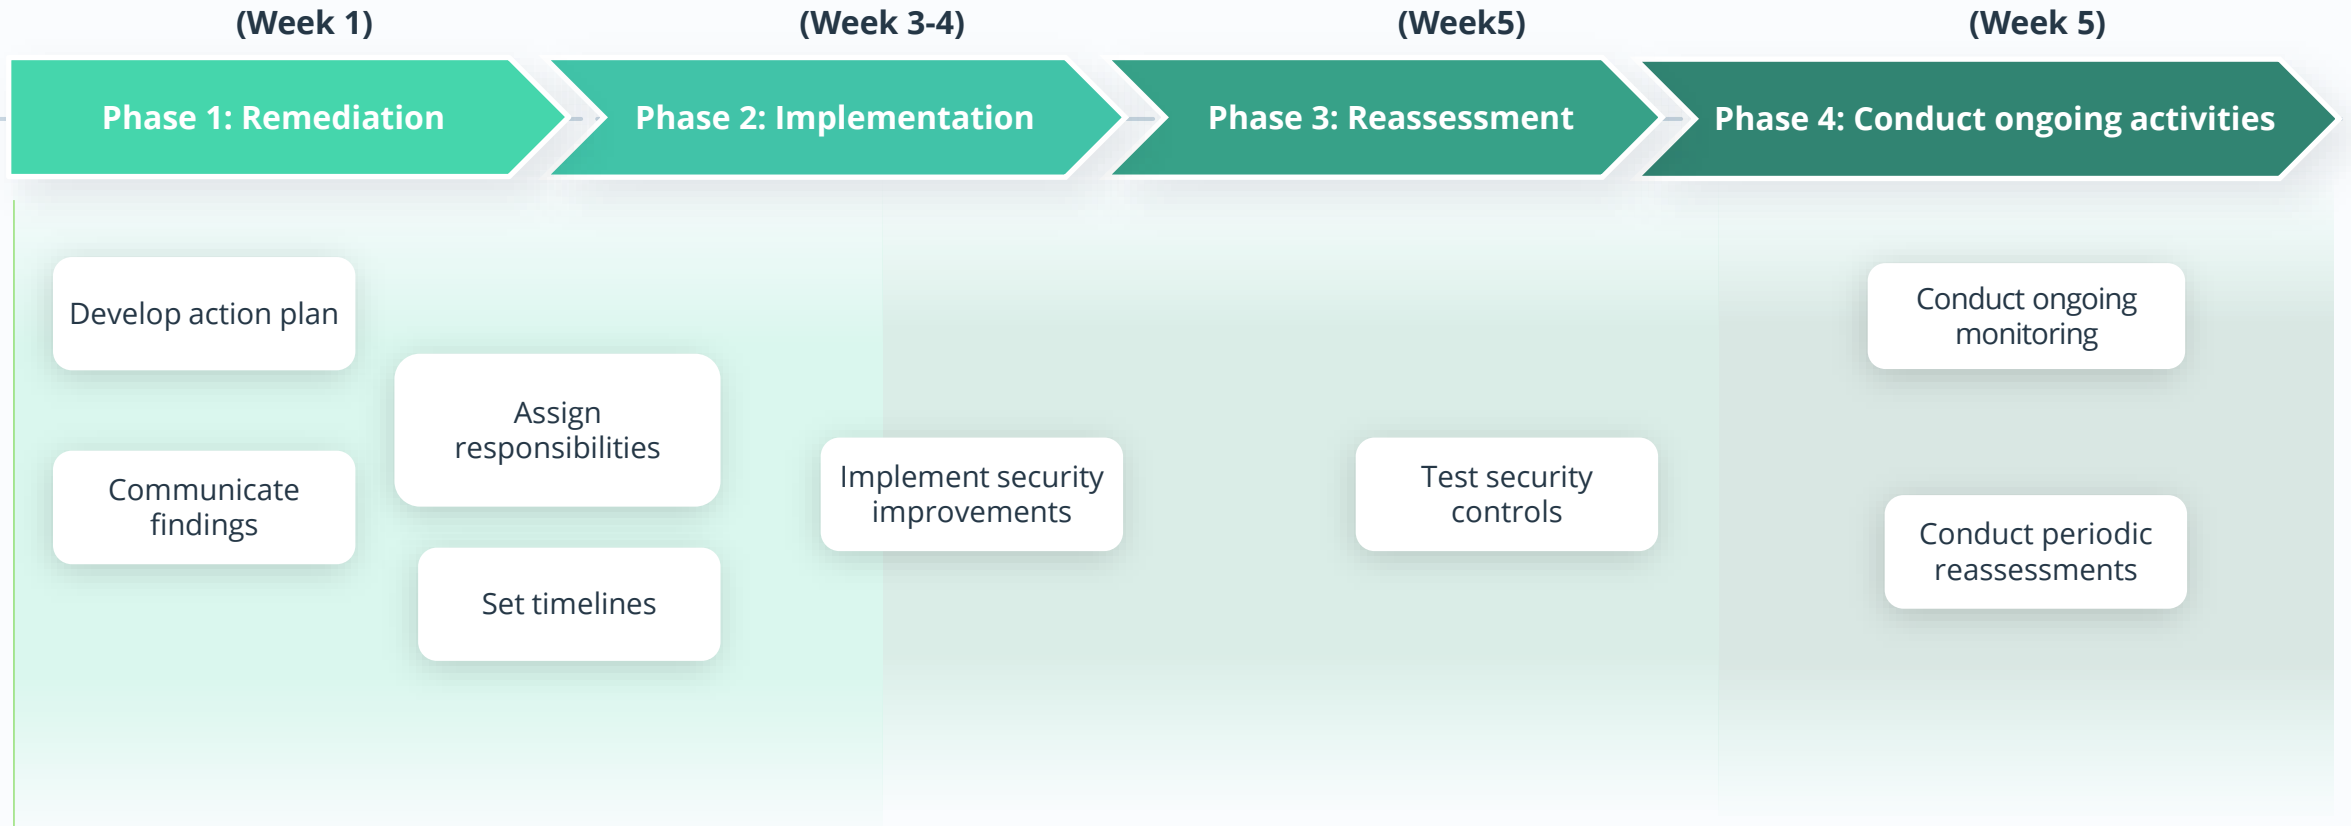 (Week 1)
(Week 3-4)
(Week5)
(Week 5)
Phase 1: Remediation
Phase 2: Implementation
Phase 3: Reassessment
Phase 4: Conduct ongoing activities
Develop action plan
Communicate
findings
Assign
responsibilities
Set timelines
Implement security
improvements
Test security
controls
Conduct ongoing
monitoring
Conduct periodic
reassessments